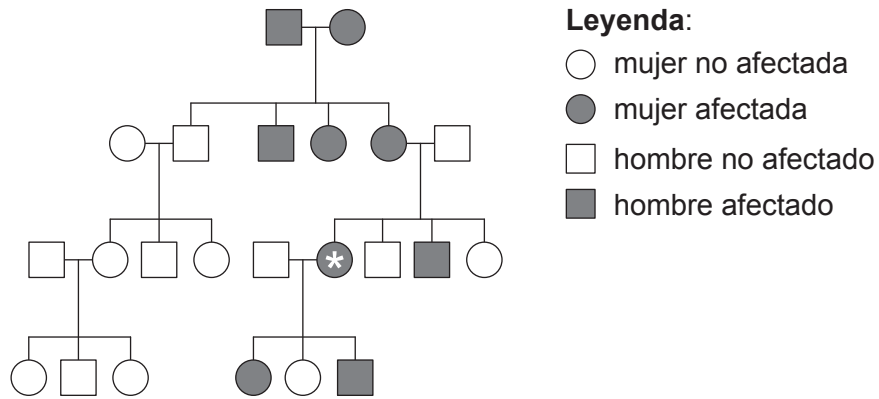 Leyenda:
mujer no afectada
mujer afectada
hombre no afectado
hombre afectado
*